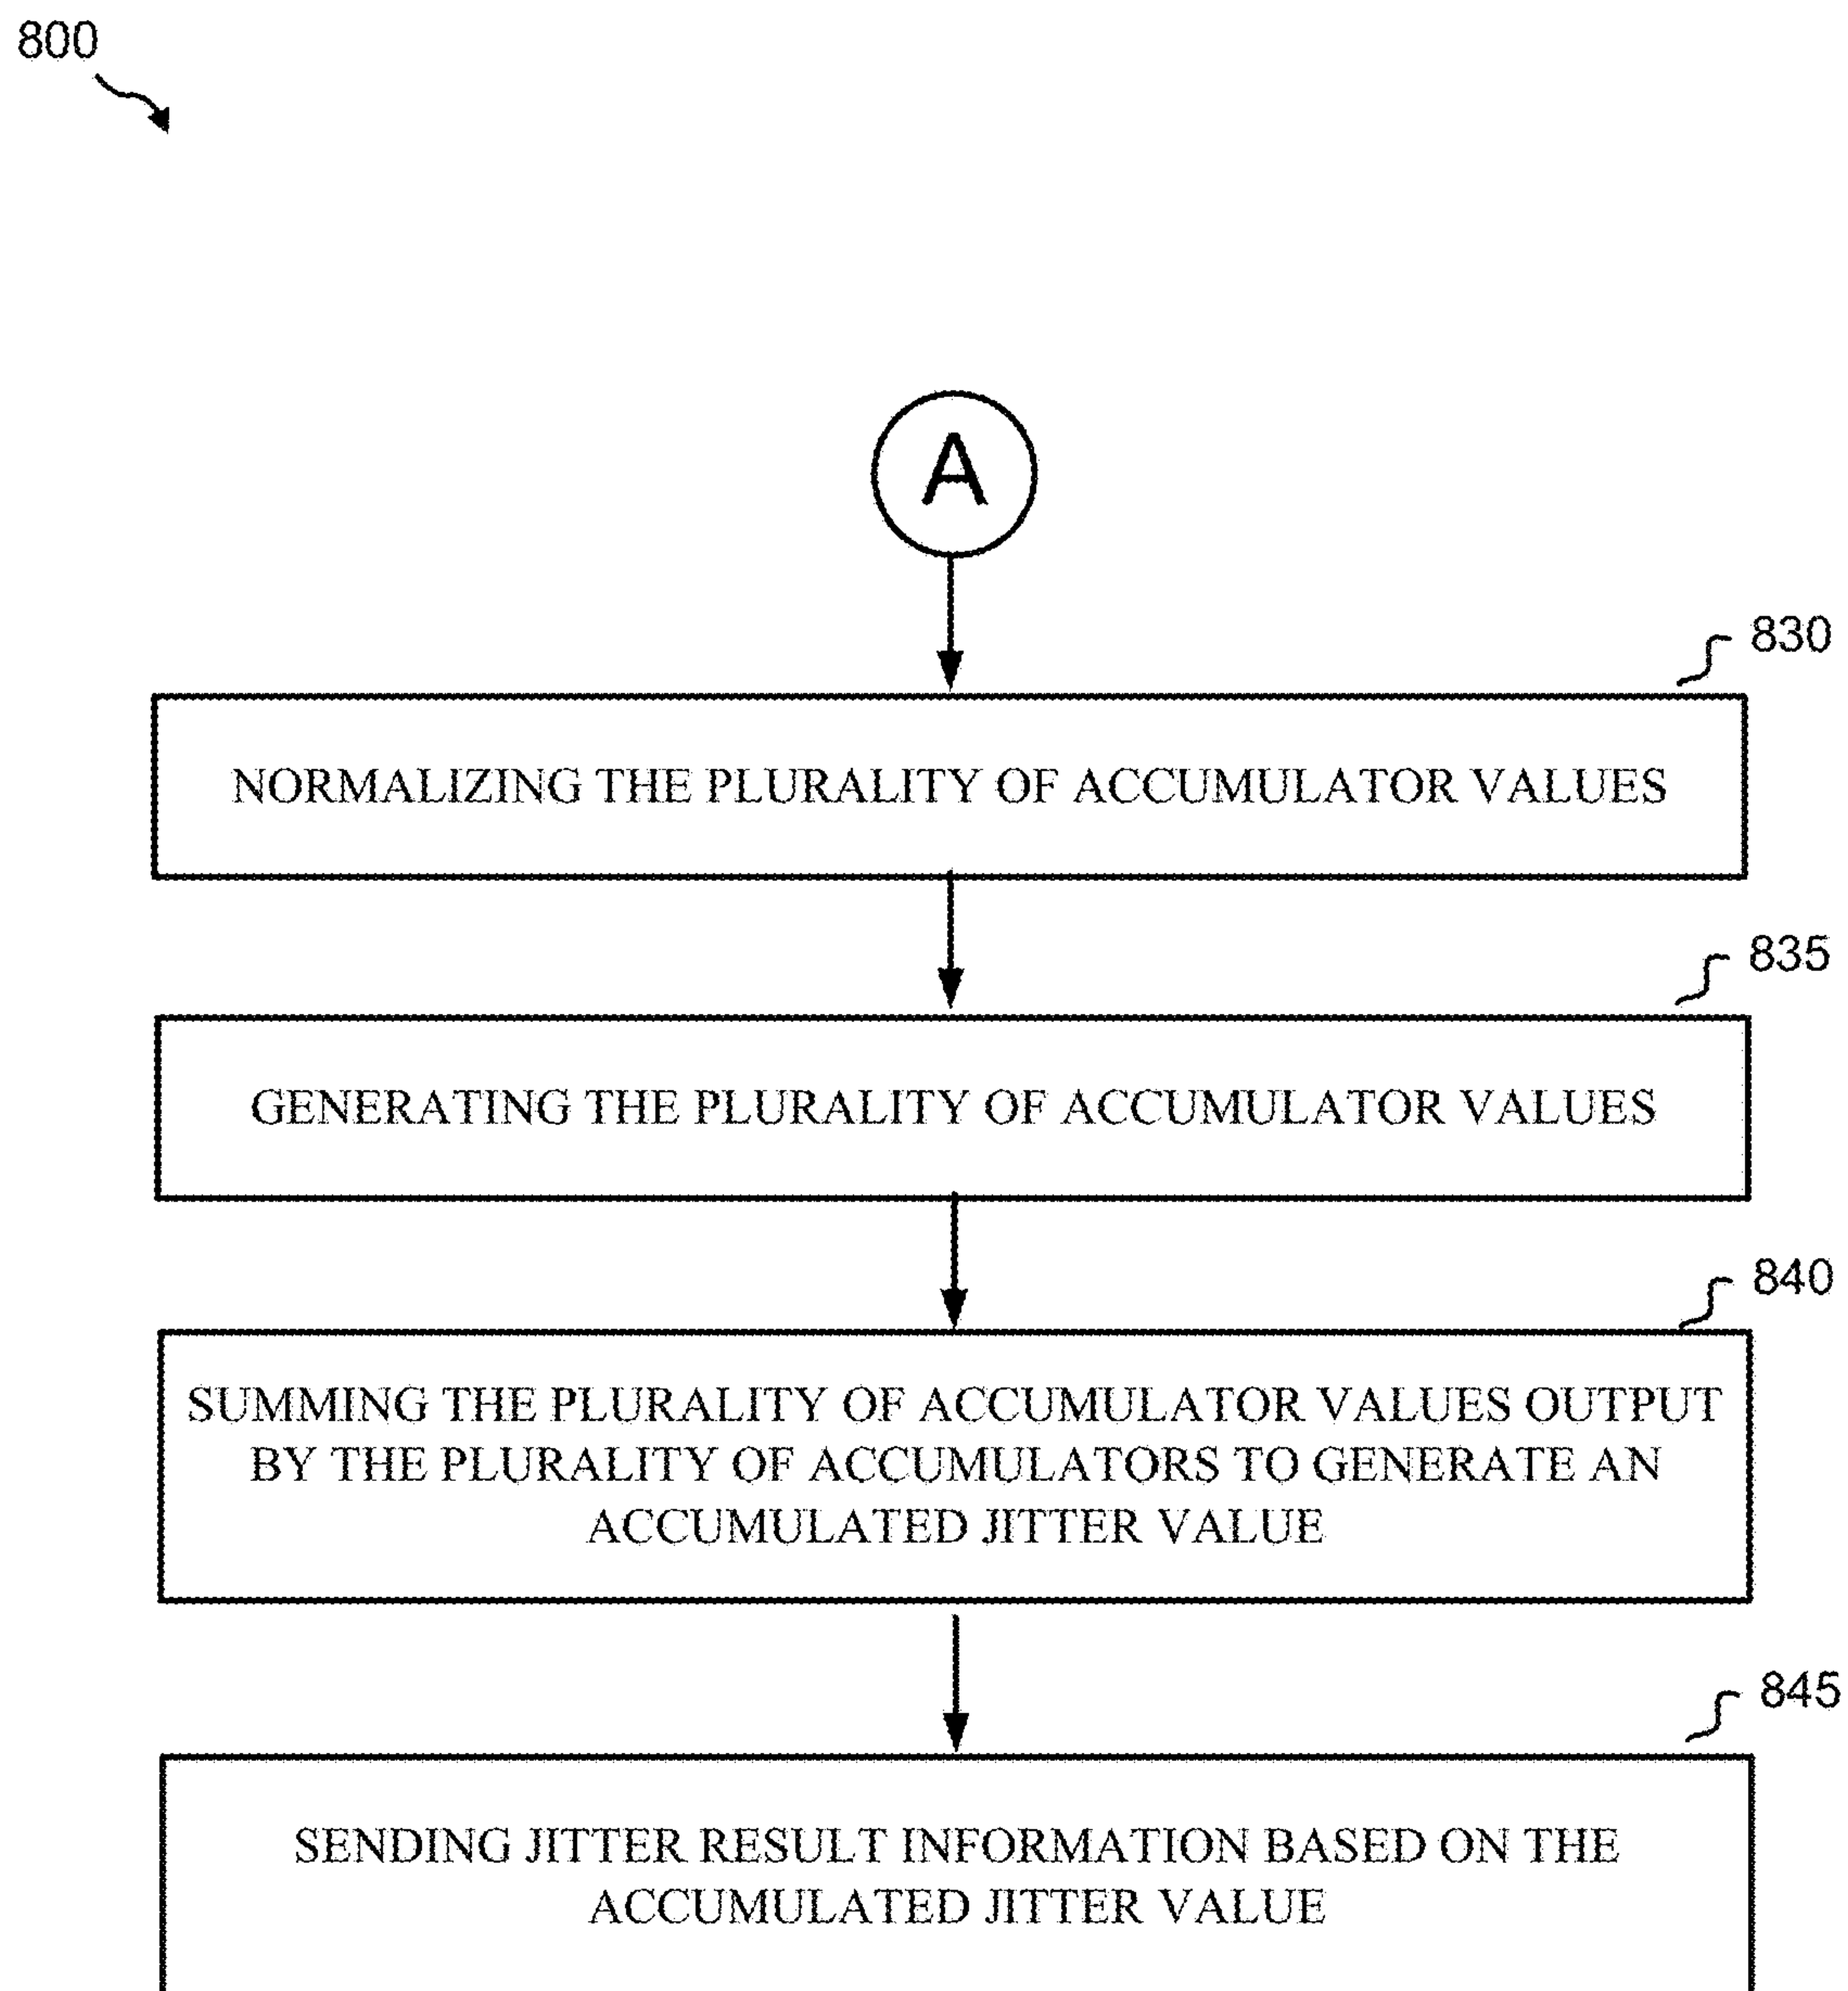 800
A
830
NORMALIZING THE PLURALITY OF ACCUMULATOR VALUES
835
GENERATING THE PLURALITY OF ACCUMULATOR VALUES
840
SUMMING THE PLURALITY OF ACCUMULATOR VALUES OUTPUT
BY THE PLURALITY OF ACCUMULATORS TO GENERATE AN
ACCUMULATED JITTER VALUE
845
SENDING JITTER RESULT INFORMATION BASED ON THE
ACCUMULATED JITTER VALUE